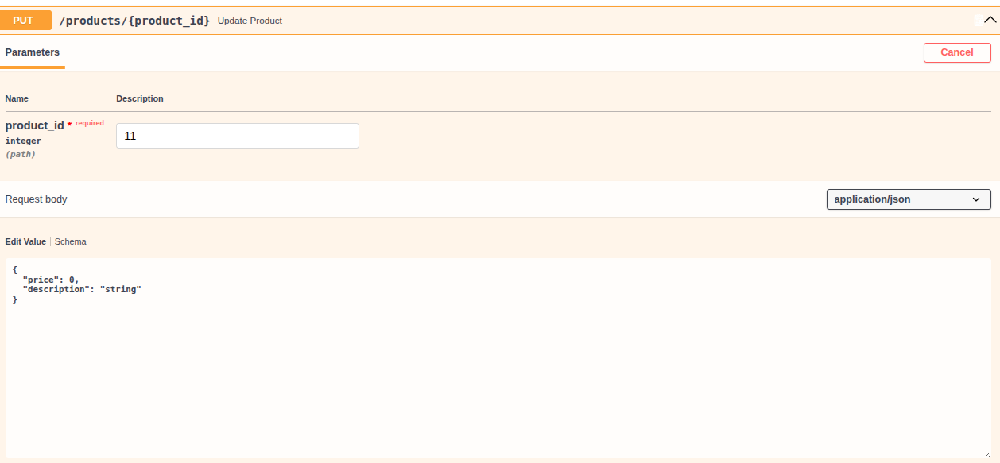 PUT /products/{product_id} Update Product
Parameters Cancel
Name Description
product_id * required 11
integer
(path)
Request body application/json
Edit Value Schema
{
  "price": 0,
  "description": "string"
}